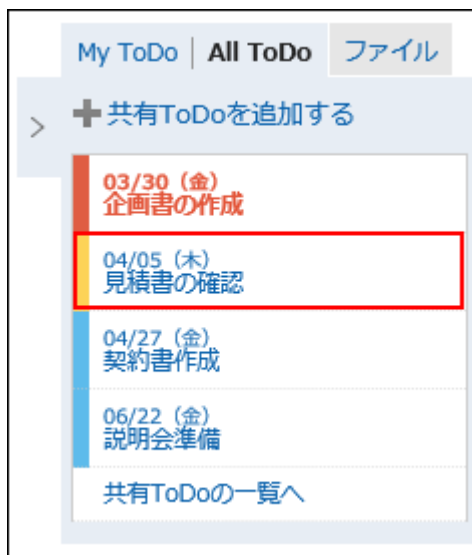 My ToDo | All ToDo ファイル
共有ToDoを追加する
03/30（金）
企画書の作成
04/05（木）
見積書の確認
04/27（金）
契約書作成
06/22（金）
説明会準備
共有ToDoの一覧へ